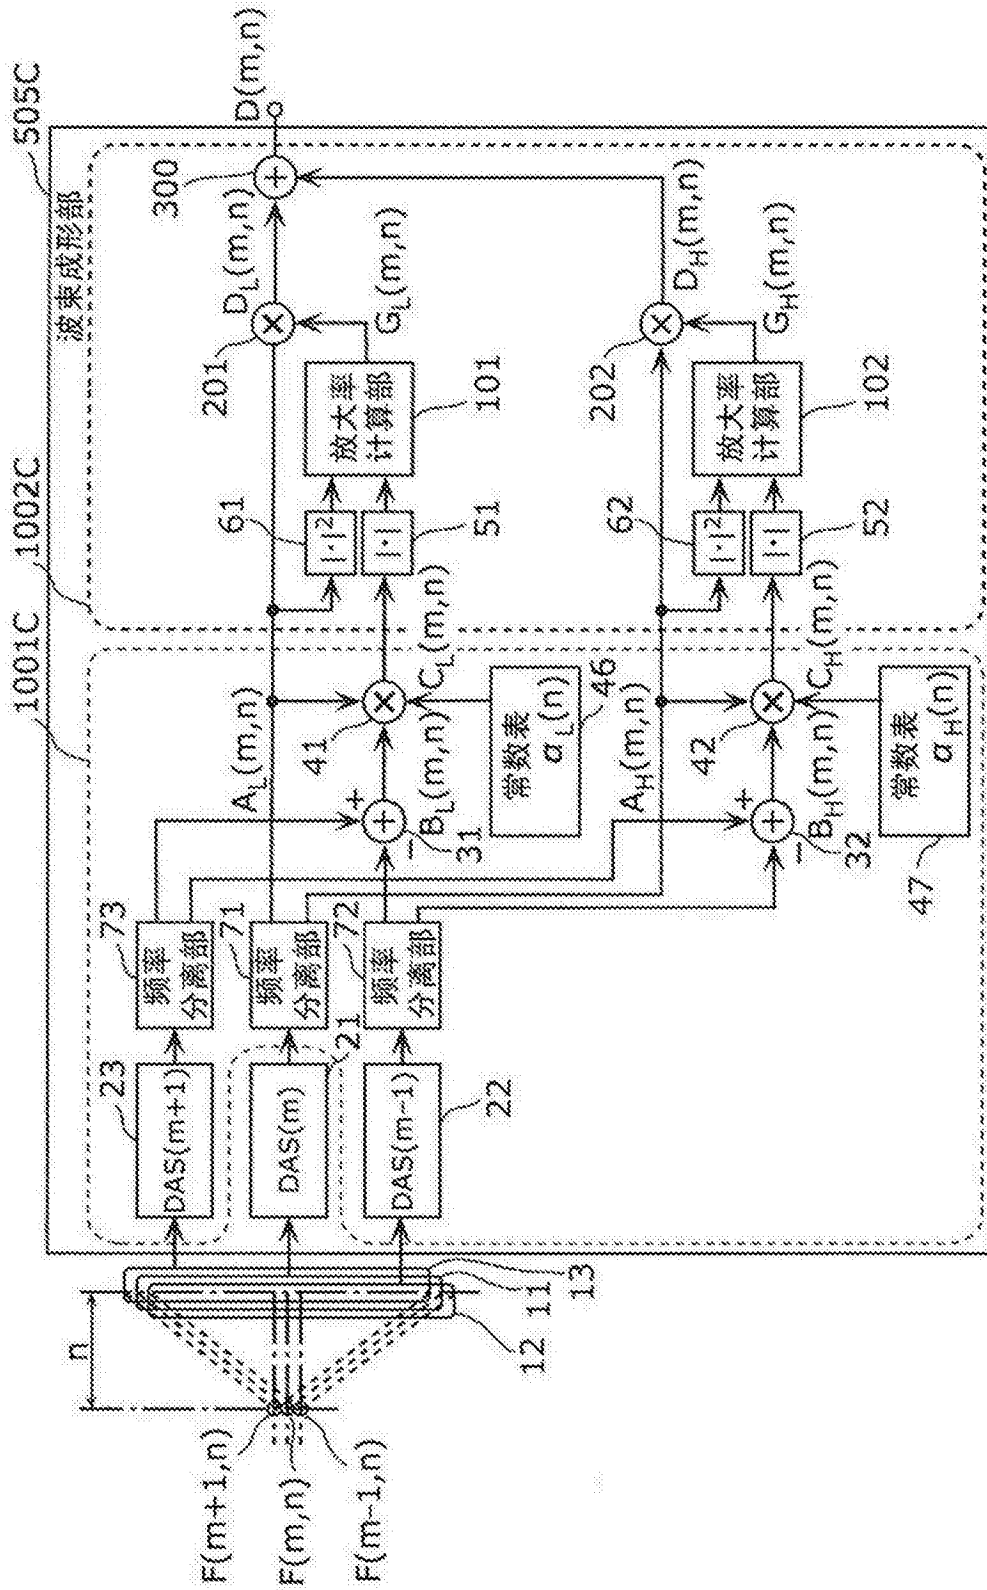 505C
波束成形部
1001C
1002C
n
F(m+1,n)
F(m,n)
F(m-1,n)
12
11
13
23
DAS(m+1)
DAS(m)
21
DAS(m-1)
22
73
频率
分离部
71
频率
分离部
72
频率
分离部
A_L(m,n)
+
−
+
31
B_L(m,n)
41
×
C_L(m,n)
常数表
α_L(n)
46
A_H(m,n)
+
−
+
32
B_H(m,n)
42
×
C_H(m,n)
常数表
α_H(n)
47
61
|·|²
|·|
51
放大率
计算部
101
G_L(m,n)
201
×
D_L(m,n)
62
|·|²
|·|
52
放大率
计算部
102
G_H(m,n)
202
×
D_H(m,n)
300
+
D(m,n)